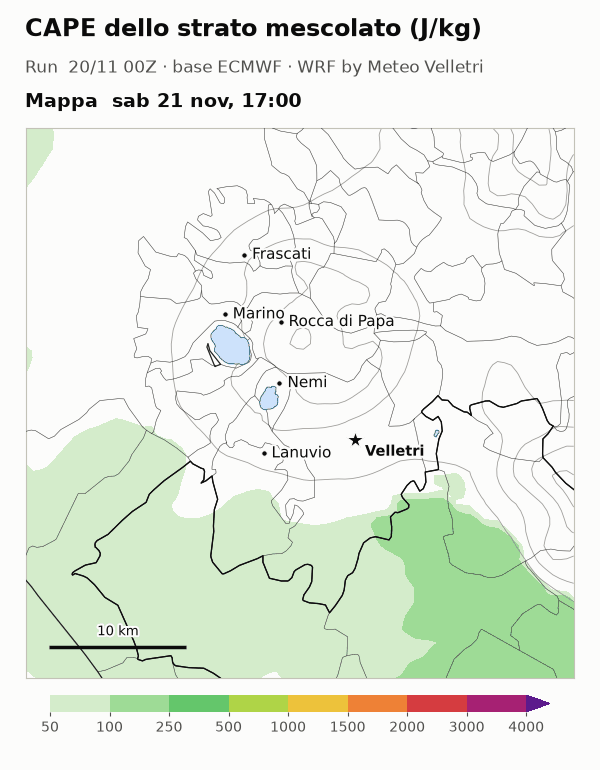 CAPE dello strato mescolato (J/kg)
Run  20/11 00Z · base ECMWF · WRF by Meteo Velletri
Mappa  sab 21 nov, 17:00
Frascati
Marino
Rocca di Papa
Nemi
Velletri
Lanuvio
10 km
50 100 250 500 1000 1500 2000 3000 4000